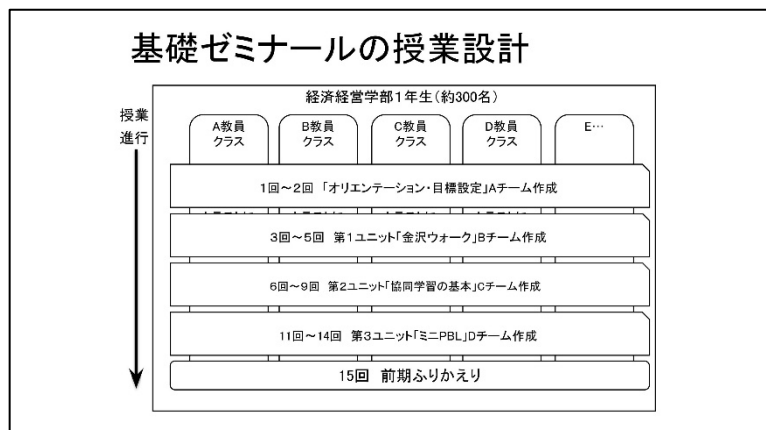 基礎ゼミナールの授業設計
経済経営学部1年生(約300名)
授業
進行
A教員
クラス
B教員
クラス
C教員
クラス
D教員
クラス
E…
1回～2回 「オリエンテーション・目標設定」Aチーム作成
3回～5回 第1ユニット「金沢ウォーク」Bチーム作成
6回～9回 第2ユニット「協同学習の基本」Cチーム作成
11回～14回 第3ユニット「ミニPBL」Dチーム作成
15回 前期ふりかえり